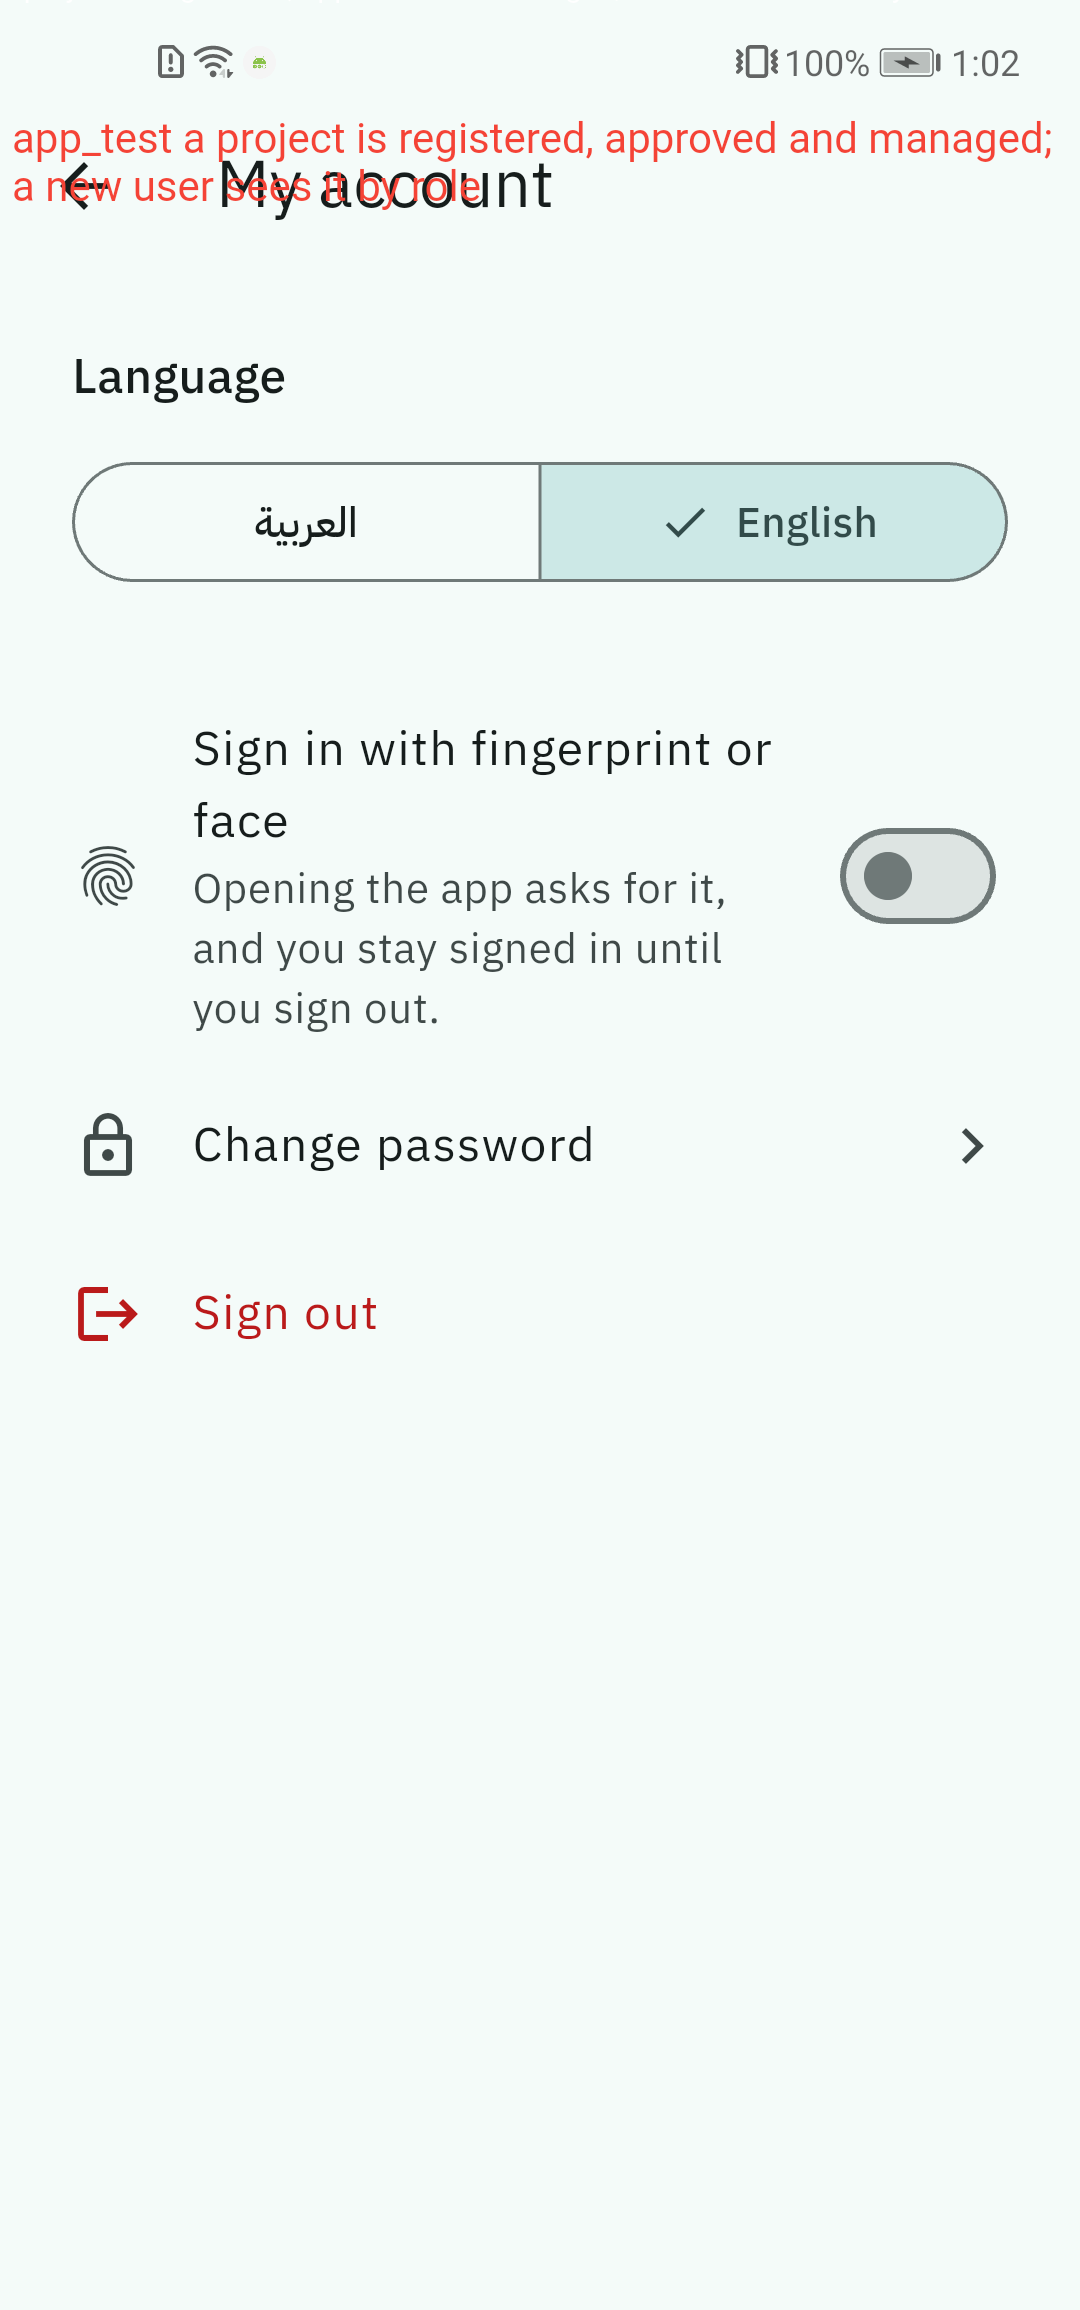 100% 1:02
app_test a project is registered, approved and managed;
a new user sees it by role
My account
Language
العربية
English
Sign in with fingerprint or
face
Opening the app asks for it,
and you stay signed in until
you sign out.
Change password
Sign out